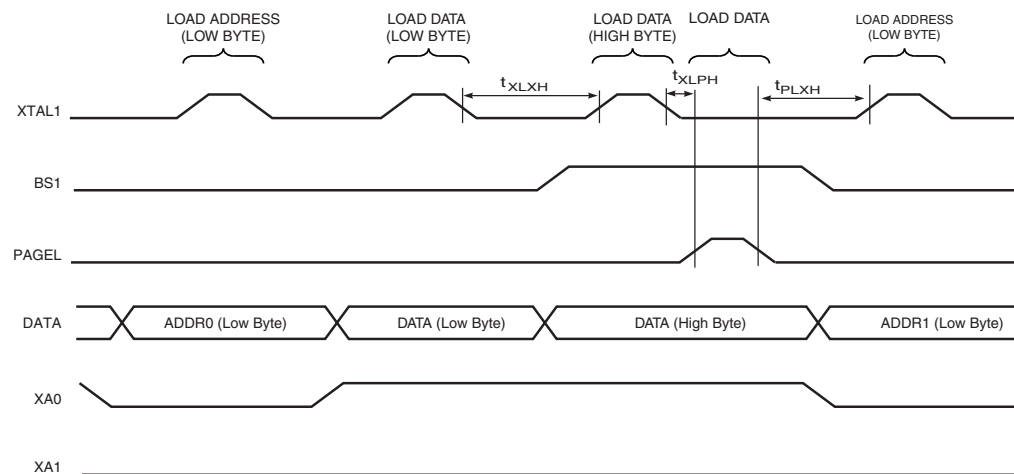 LOAD ADDRESS
(LOW BYTE)
LOAD DATA
(LOW BYTE)
LOAD DATA
(HIGH BYTE)
LOAD DATA
LOAD ADDRESS
(LOW BYTE)
tXLXH
tXLPH
tPLXH
XTAL1
BS1
PAGEL
DATA
ADDR0 (Low Byte)
DATA (Low Byte)
DATA (High Byte)
ADDR1 (Low Byte)
XA0
XA1